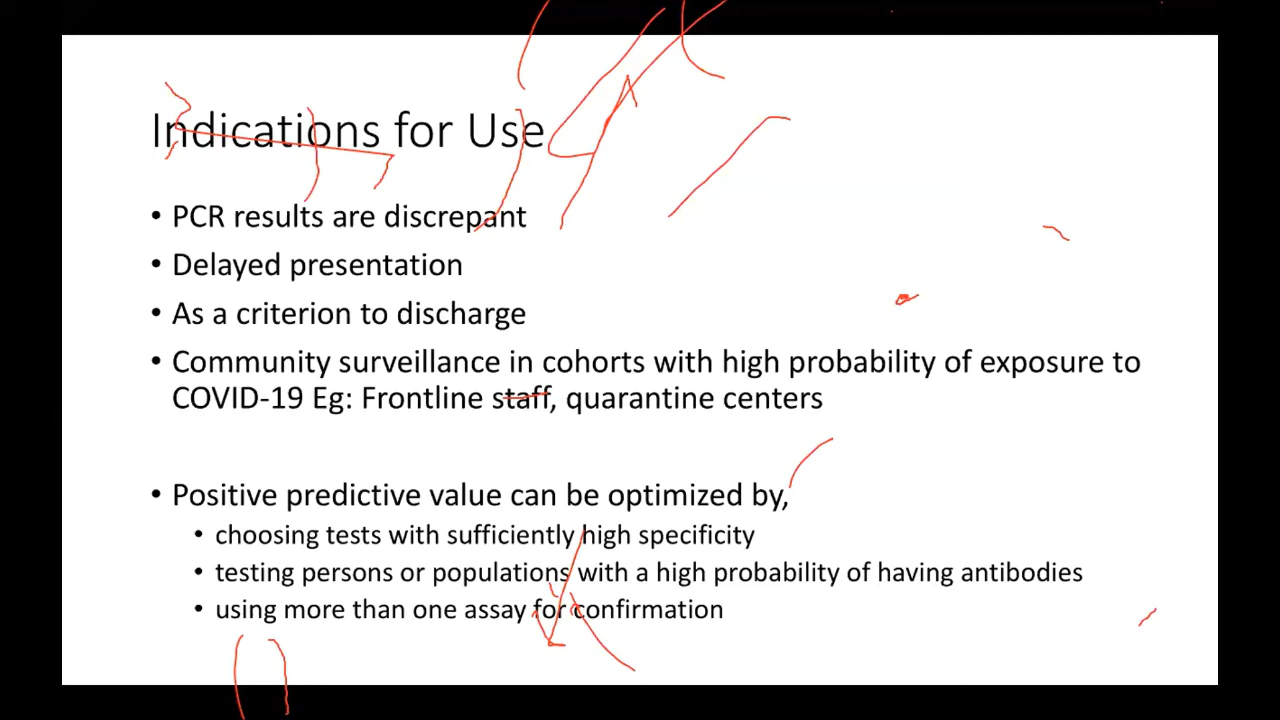 Indications for Use
• PCR results are discrepant
• Delayed presentation
• As a criterion to discharge
• Community surveillance in cohorts with high probability of exposure to
COVID-19 Eg: Frontline staff, quarantine centers
• Positive predictive value can be optimized by,
• choosing tests with sufficiently high specificity
• testing persons or populations with a high probability of having antibodies
• using more than one assay for confirmation